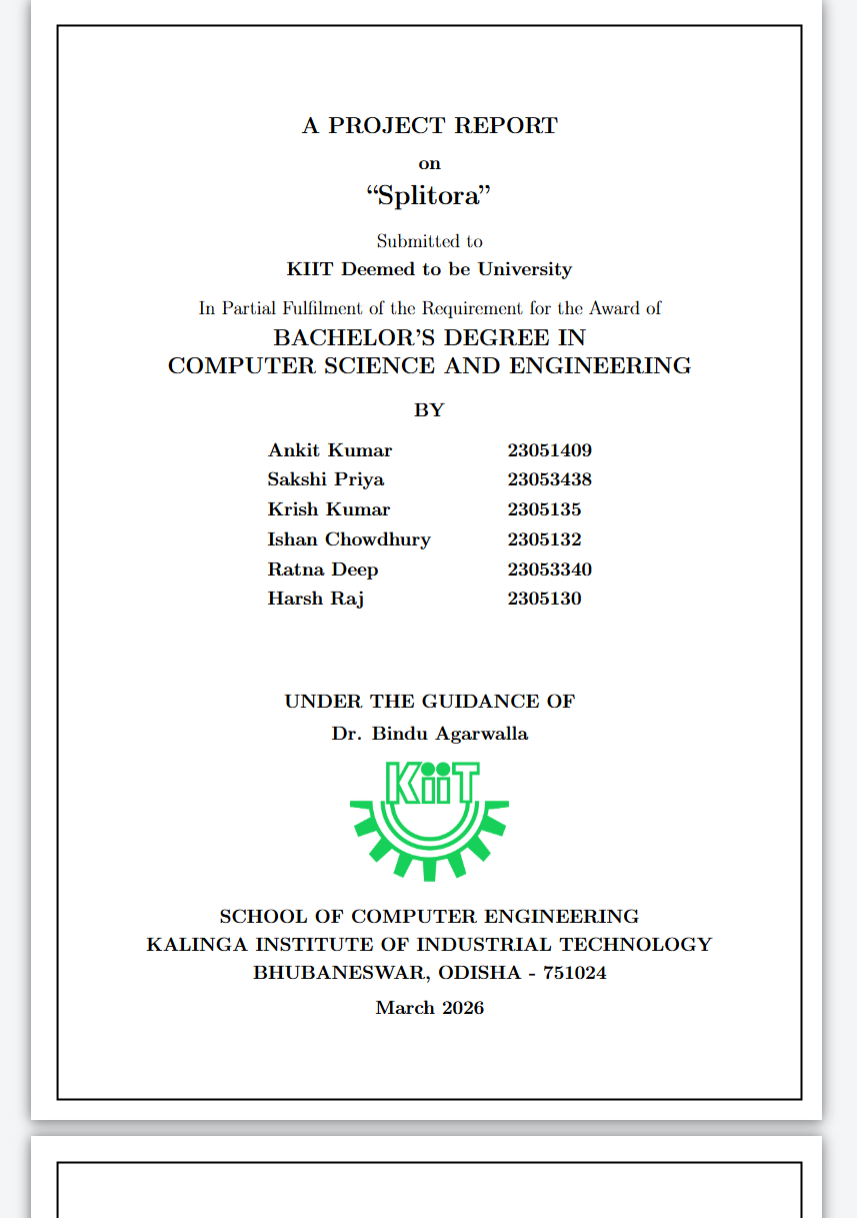 A PROJECT REPORT
on
“Splitora”
Submitted to
KIIT Deemed to be University
In Partial Fulfilment of the Requirement for the Award of
BACHELOR’S DEGREE IN
COMPUTER SCIENCE AND ENGINEERING
BY
Ankit Kumar 23051409
Sakshi Priya 23053438
Krish Kumar 2305135
Ishan Chowdhury 2305132
Ratna Deep 23053340
Harsh Raj 2305130
UNDER THE GUIDANCE OF
Dr. Bindu Agarwalla
KiiT
SCHOOL OF COMPUTER ENGINEERING
KALINGA INSTITUTE OF INDUSTRIAL TECHNOLOGY
BHUBANESWAR, ODISHA - 751024
March 2026